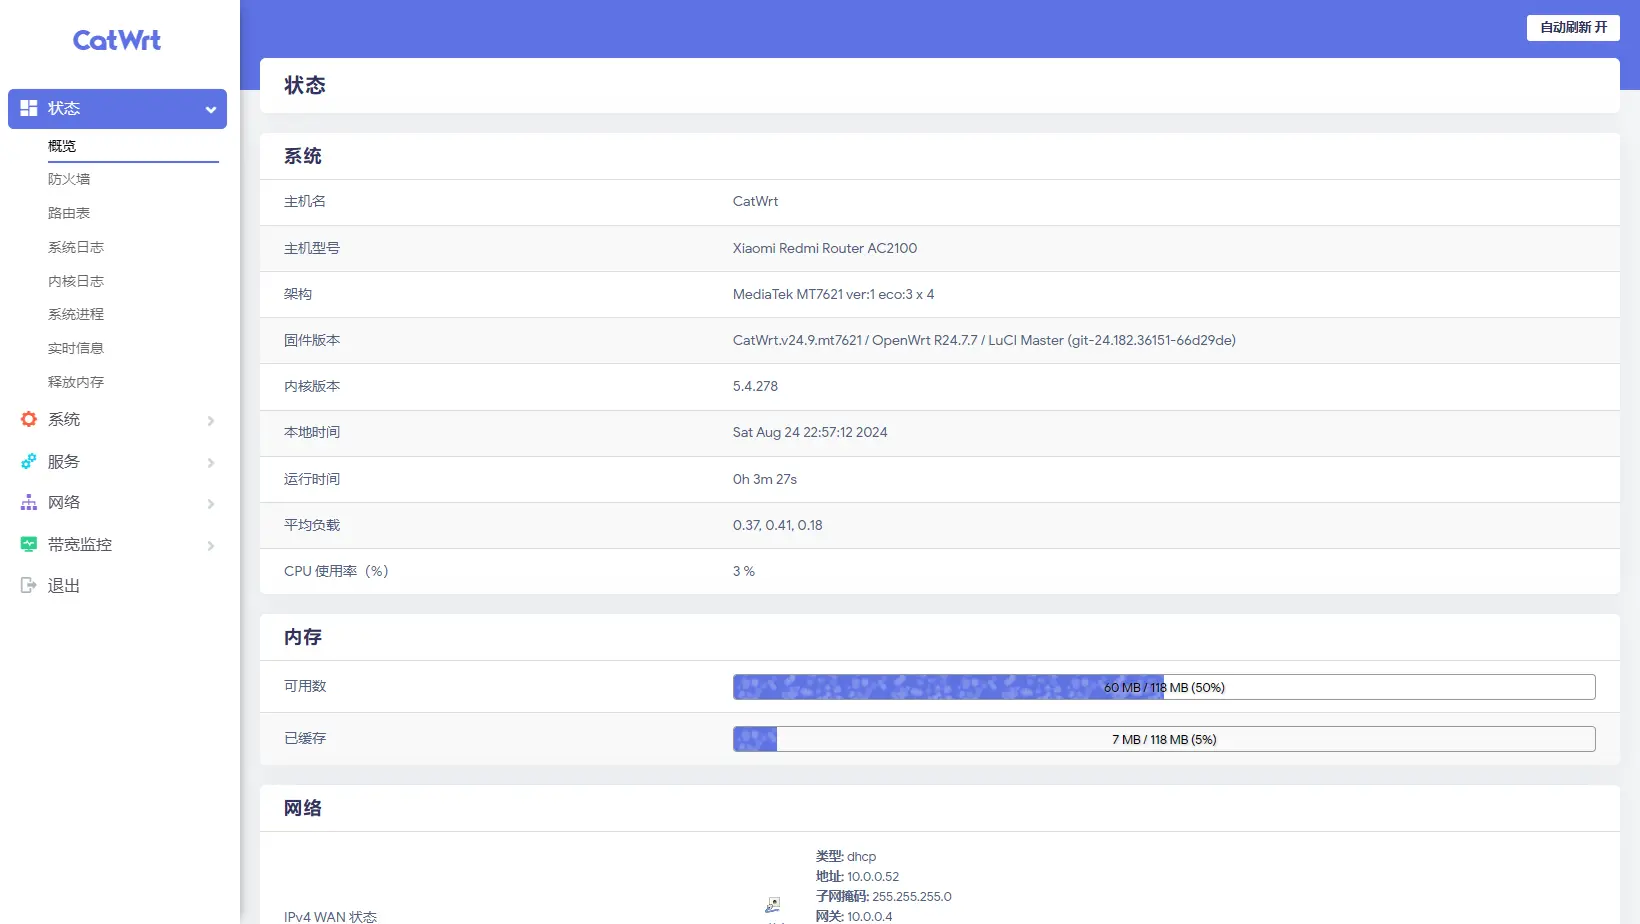 CatWrt
自动刷新 开
状态
概览
防火墙
路由表
系统日志
内核日志
系统进程
实时信息
释放内存
系统
服务
网络
带宽监控
退出
状态
系统
主机名 CatWrt
主机型号 Xiaomi Redmi Router AC2100
架构 MediaTek MT7621 ver:1 eco:3 x 4
固件版本 CatWrt.v24.9.mt7621 / OpenWrt R24.7.7 / LuCI Master (git-24.182.36151-66d29de)
内核版本 5.4.278
本地时间 Sat Aug 24 22:57:12 2024
运行时间 0h 3m 27s
平均负载 0.37, 0.41, 0.18
CPU 使用率（%） 3 %
内存
可用数 60 MB / 118 MB (50%)
已缓存 7 MB / 118 MB (5%)
网络
类型: dhcp
地址: 10.0.0.52
子网掩码: 255.255.255.0
网关: 10.0.0.4
IPv4 WAN 状态